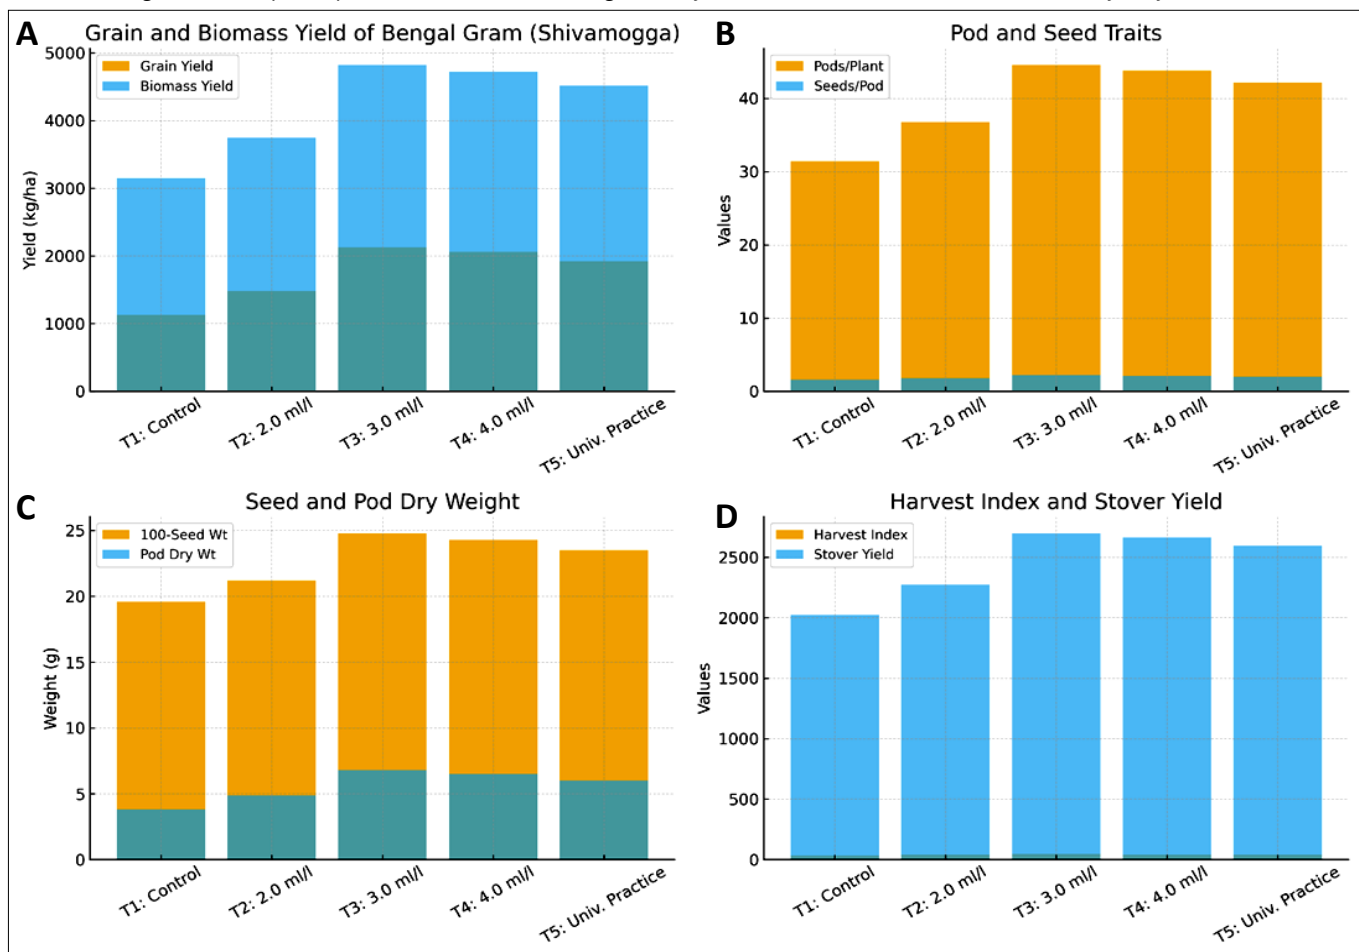 A
Grain and Biomass Yield of Bengal Gram (Shivamogga)
Grain Yield
Biomass Yield
Yield (kg/ha)
5000
4000
3000
2000
1000
0
T1: Control
T2: 2.0 ml/l
T3: 3.0 ml/l
T4: 4.0 ml/l
T5: Univ. Practice
B
Pod and Seed Traits
Pods/Plant
Seeds/Pod
Values
40
30
20
10
0
T1: Control
T2: 2.0 ml/l
T3: 3.0 ml/l
T4: 4.0 ml/l
T5: Univ. Practice
C
Seed and Pod Dry Weight
100-Seed Wt
Pod Dry Wt
Weight (g)
25
20
15
10
5
0
T1: Control
T2: 2.0 ml/l
T3: 3.0 ml/l
T4: 4.0 ml/l
T5: Univ. Practice
D
Harvest Index and Stover Yield
Harvest Index
Stover Yield
Values
2500
2000
1500
1000
500
0
T1: Control
T2: 2.0 ml/l
T3: 3.0 ml/l
T4: 4.0 ml/l
T5: Univ. Practice